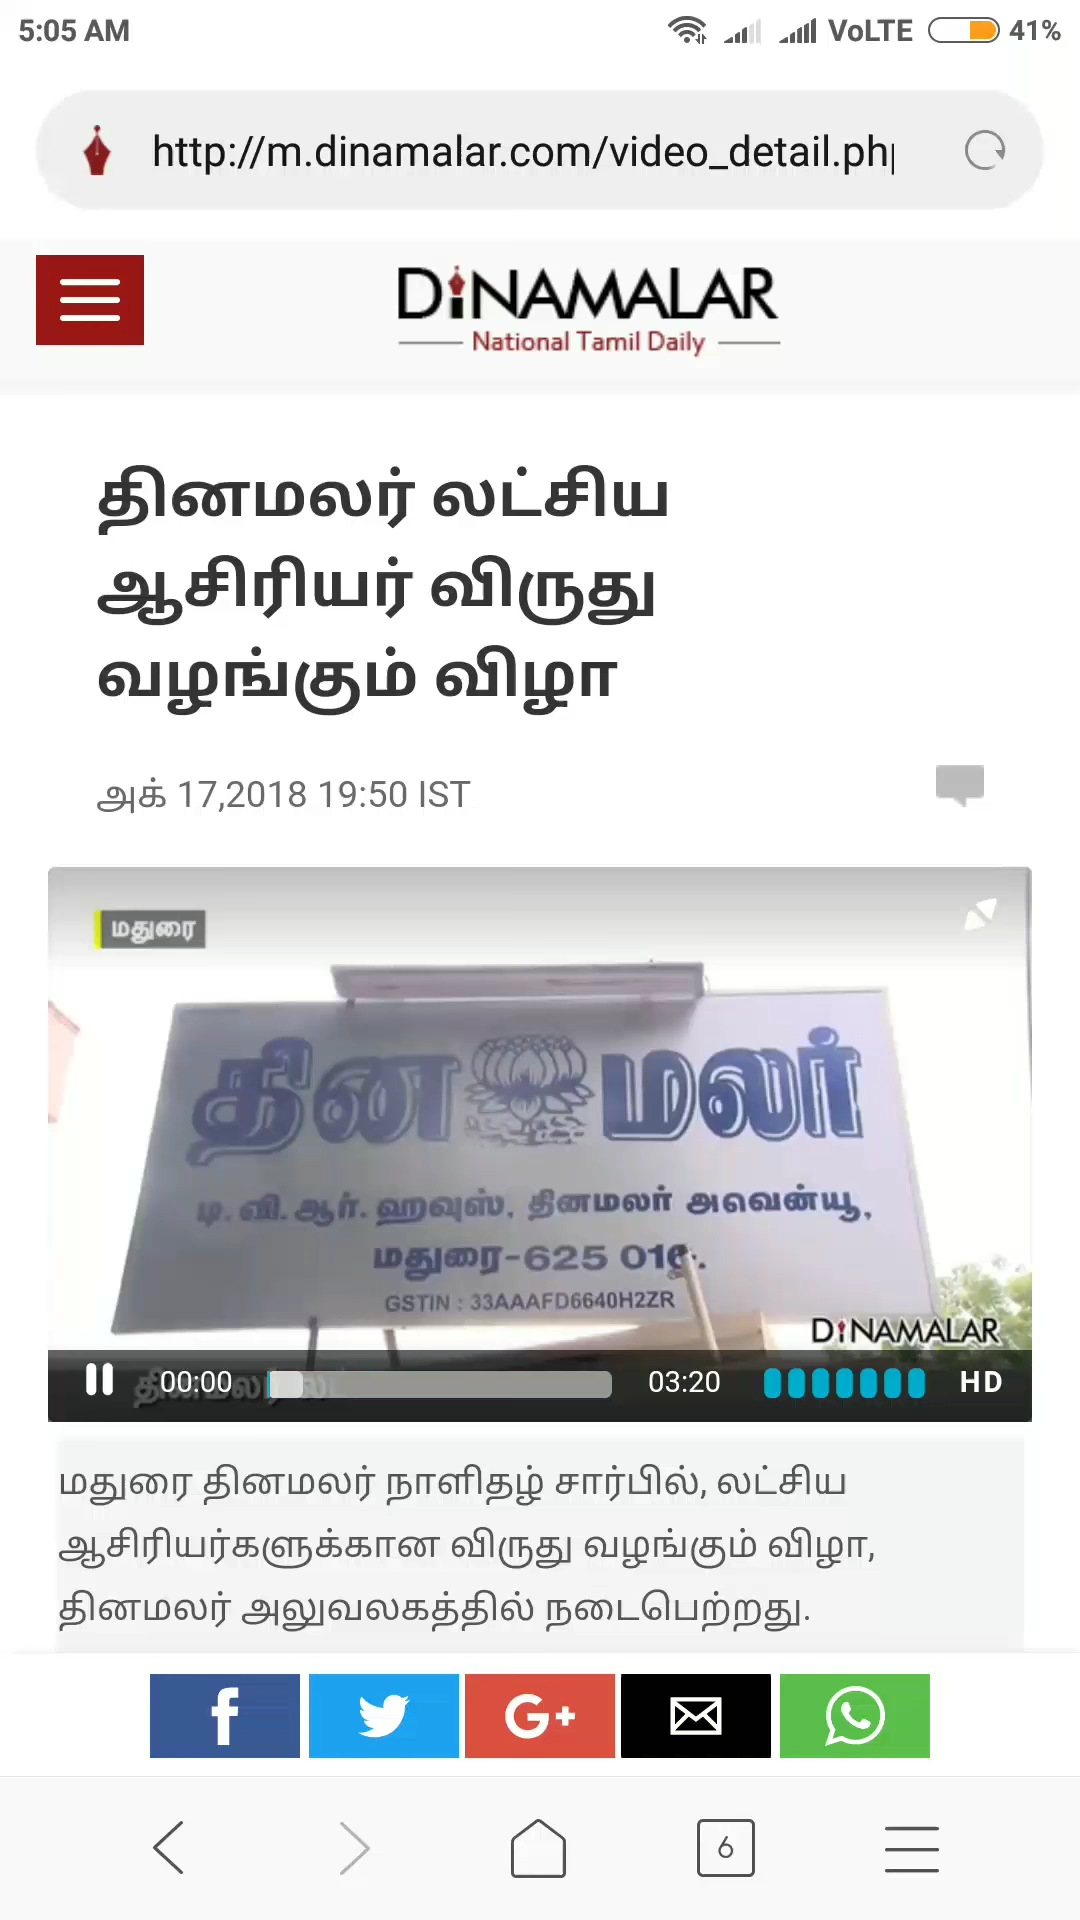 5:05 AM VoLTE 41%
http://m.dinamalar.com/video_detail.php
DiNAMALAR
National Tamil Daily
தினமலர் லட்சிய
ஆசிரியர் விருது
வழங்கும் விழா
அக் 17,2018 19:50 IST
மதுரை
தினமலர்
டி.வி.ஆர். ஹவுஸ், தினமலர் அவென்யூ,
மதுரை-625 016.
GSTIN : 33AAAFD6640H2ZR
DiNAMALAR
00:00 03:20 HD
மதுரை தினமலர் நாளிதழ் சார்பில், லட்சிய
ஆசிரியர்களுக்கான விருது வழங்கும் விழா,
தினமலர் அலுவலகத்தில் நடைபெற்றது.
f G+
6